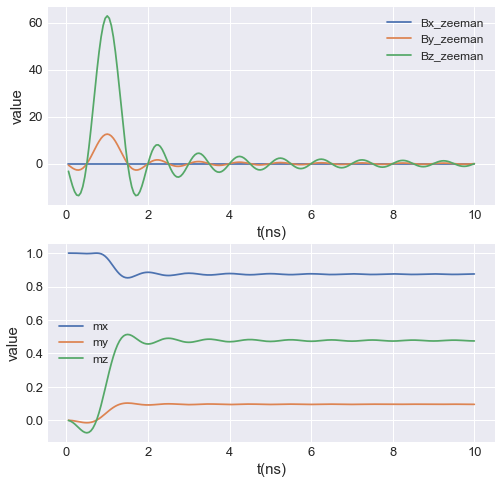 60
40
20
0
value
Bx_zeeman
By_zeeman
Bz_zeeman
0 2 4 6 8 10
t(ns)
1.0
0.8
0.6
0.4
0.2
0.0
value
mx
my
mz
0 2 4 6 8 10
t(ns)